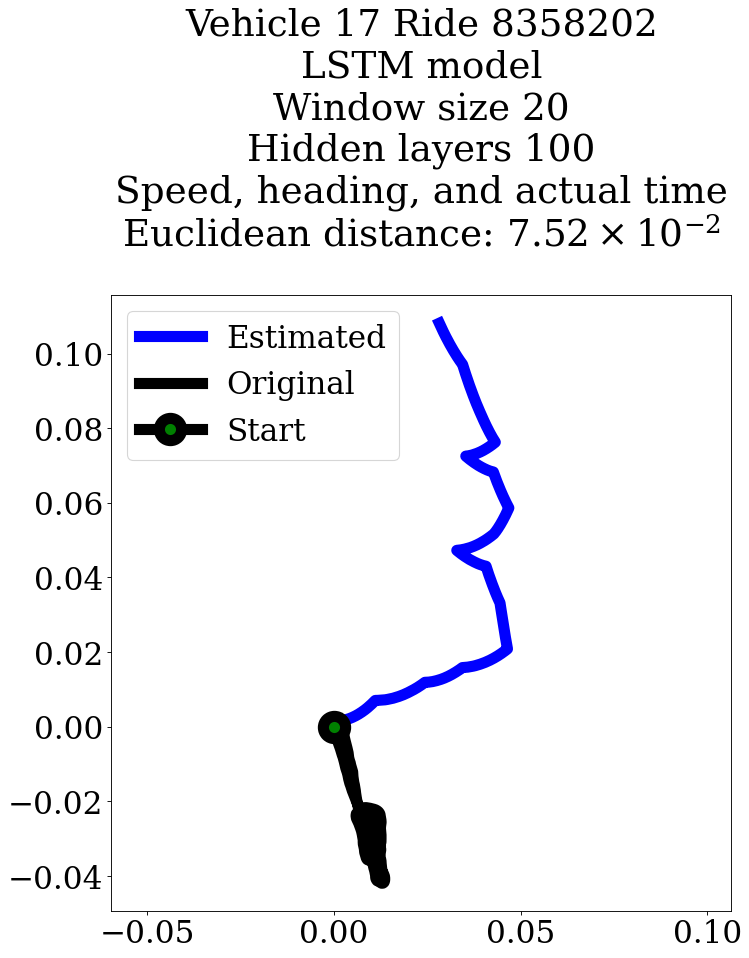 Vehicle 17 Ride 8358202
LSTM model
Window size 20
Hidden layers 100
Speed, heading, and actual time
Euclidean distance: 7.52 × 10⁻²
Estimated
Original
Start
0.10
0.08
0.06
0.04
0.02
0.00
−0.02
−0.04
−0.05 0.00 0.05 0.10